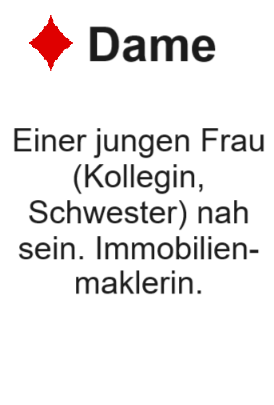 Dame
Einer jungen Frau
(Kollegin,
Schwester) nah
sein. Immobilien-
maklerin.